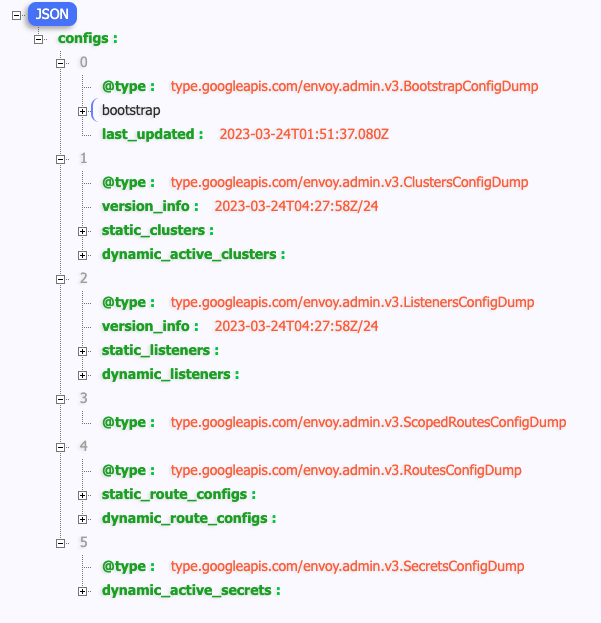 JSON
configs :
0
@type : type.googleapis.com/envoy.admin.v3.BootstrapConfigDump
bootstrap
last_updated : 2023-03-24T01:51:37.080Z
1
@type : type.googleapis.com/envoy.admin.v3.ClustersConfigDump
version_info : 2023-03-24T04:27:58Z/24
static_clusters :
dynamic_active_clusters :
2
@type : type.googleapis.com/envoy.admin.v3.ListenersConfigDump
version_info : 2023-03-24T04:27:58Z/24
static_listeners :
dynamic_listeners :
3
@type : type.googleapis.com/envoy.admin.v3.ScopedRoutesConfigDump
4
@type : type.googleapis.com/envoy.admin.v3.RoutesConfigDump
static_route_configs :
dynamic_route_configs :
5
@type : type.googleapis.com/envoy.admin.v3.SecretsConfigDump
dynamic_active_secrets :